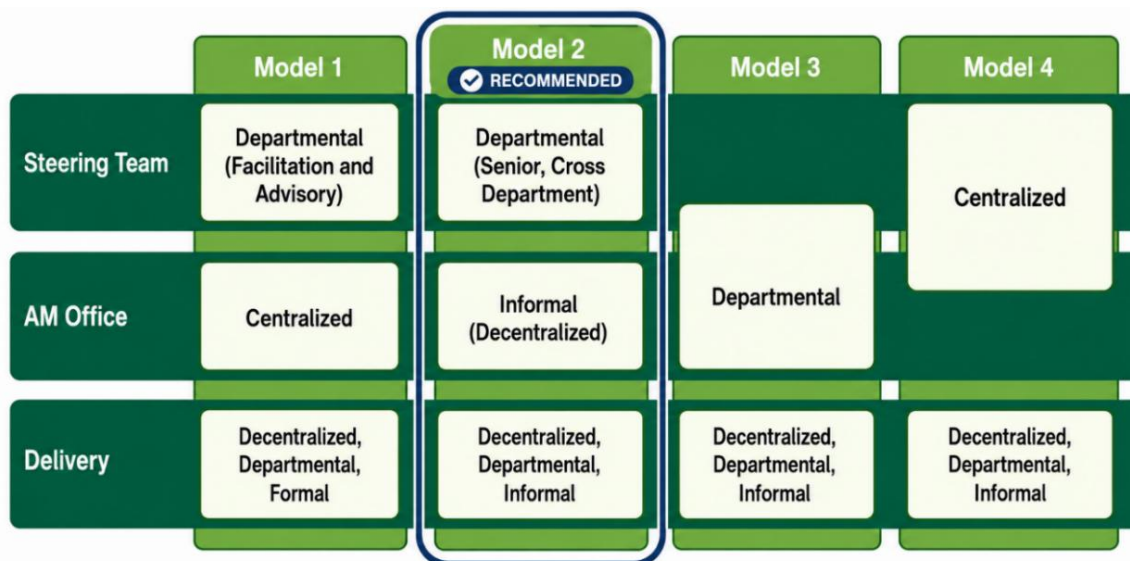 Model 1
Model 2
RECOMMENDED
Model 3
Model 4
Steering Team
Departmental
(Facilitation and
Advisory)
Departmental
(Senior, Cross
Department)
Centralized
AM Office
Centralized
Informal
(Decentralized)
Departmental
Delivery
Decentralized,
Departmental,
Formal
Decentralized,
Departmental,
Informal
Decentralized,
Departmental,
Informal
Decentralized,
Departmental,
Informal